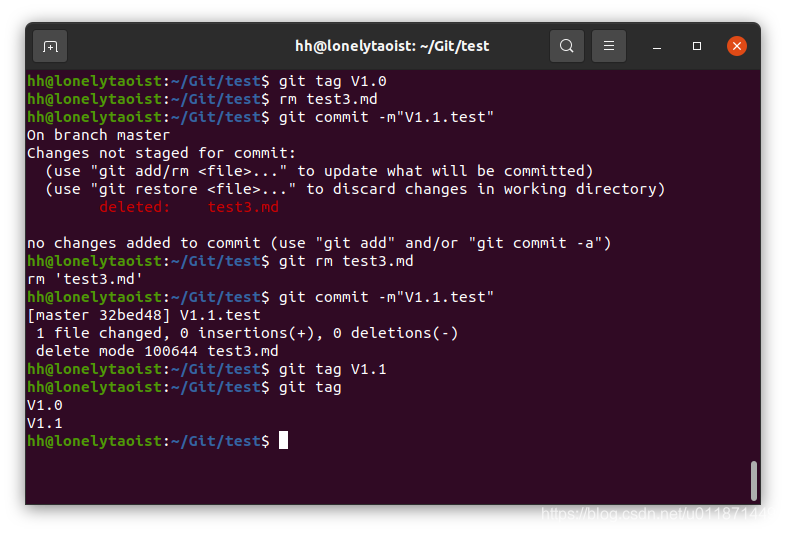 hh@lonelytaoist: ~/Git/test
hh@lonelytaoist:~/Git/test$ git tag V1.0
hh@lonelytaoist:~/Git/test$ rm test3.md
hh@lonelytaoist:~/Git/test$ git commit -m"V1.1.test"
On branch master
Changes not staged for commit:
  (use "git add/rm <file>..." to update what will be committed)
  (use "git restore <file>..." to discard changes in working directory)
        deleted:    test3.md

no changes added to commit (use "git add" and/or "git commit -a")
hh@lonelytaoist:~/Git/test$ git rm test3.md
rm 'test3.md'
hh@lonelytaoist:~/Git/test$ git commit -m"V1.1.test"
[master 32bed48] V1.1.test
 1 file changed, 0 insertions(+), 0 deletions(-)
 delete mode 100644 test3.md
hh@lonelytaoist:~/Git/test$ git tag V1.1
hh@lonelytaoist:~/Git/test$ git tag
V1.0
V1.1
hh@lonelytaoist:~/Git/test$